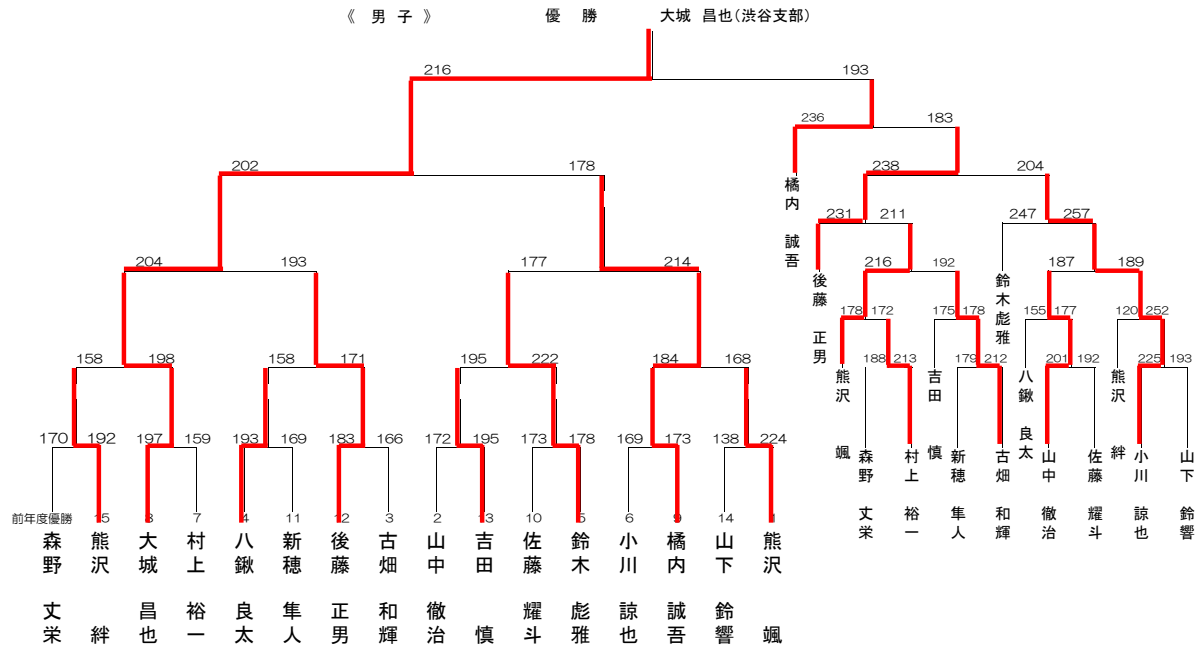 《 男 子 》 優 勝 大城 昌也(渋谷支部)
216 193
236 183
202 178 238 204
橘内 誠吾
231 211 247 257
204 193 177 214 216 192 187 189
後藤 正男
鈴木 彪雅
178 172 175 178 155 177 120 252
158 198 158 171 195 222 184 168 188 213 179 212 201 192 225 193
熊沢 颯
吉田 慎
八鍬 良太
熊沢 絆
170 192 197 159 193 169 183 166 172 195 173 178 169 173 138 224
森野 丈栄
村上 裕一
新穂 隼人
古畑 和輝
山中 徹治
佐藤 耀斗
小川 諒也
山下 鈴響
前年度優勝 15 8 7 4 11 12 3 2 13 10 5 6 9 14 1
森野 丈栄
熊沢 絆
大城 昌也
村上 裕一
八鍬 良太
新穂 隼人
後藤 正男
古畑 和輝
山中 徹治
吉田 慎
佐藤 耀斗
鈴木 彪雅
小川 諒也
橘内 誠吾
山下 鈴響
熊沢 颯